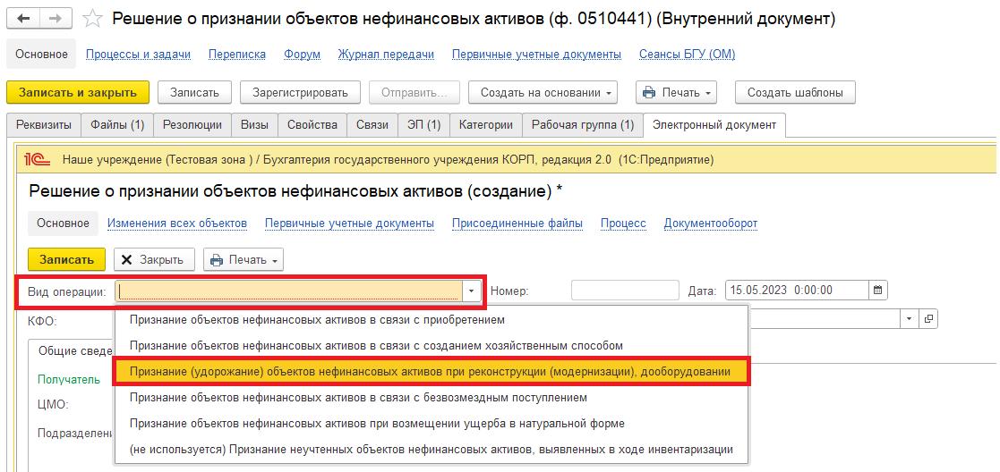 Решение о признании объектов нефинансовых активов (ф. 0510441) (Внутренний документ)
Основное Процессы и задачи Переписка Форум Журнал передачи Первичные учетные документы Сеансы БГУ (ОМ)
Записать и закрыть Записать Зарегистрировать Отправить... Создать на основании Печать Создать шаблоны
Реквизиты Файлы (1) Резолюции Визы Свойства Связи ЭП (1) Категории Рабочая группа (1) Электронный документ
1С Наше учреждение (Тестовая зона ) / Бухгалтерия государственного учреждения КОРП, редакция 2.0 (1С:Предприятие)
Решение о признании объектов нефинансовых активов (создание) *
Основное Изменения всех объектов Первичные учетные документы Присоединенные файлы Процесс Документооборот
Записать Закрыть Печать
Вид операции: Номер: Дата: 15.05.2023 0:00:00
КФО:
Признание объектов нефинансовых активов в связи с приобретением
Общие сведе
Признание объектов нефинансовых активов в связи с созданием хозяйственным способом
Получатель
Признание (удорожание) объектов нефинансовых активов при реконструкции (модернизации), дооборудовании
ЦМО:
Признание объектов нефинансовых активов в связи с безвозмездным поступлением
Подразделени
Признание объектов нефинансовых активов при возмещении ущерба в натуральной форме
(не используется) Признание неучтенных объектов нефинансовых активов, выявленных в ходе инвентаризации